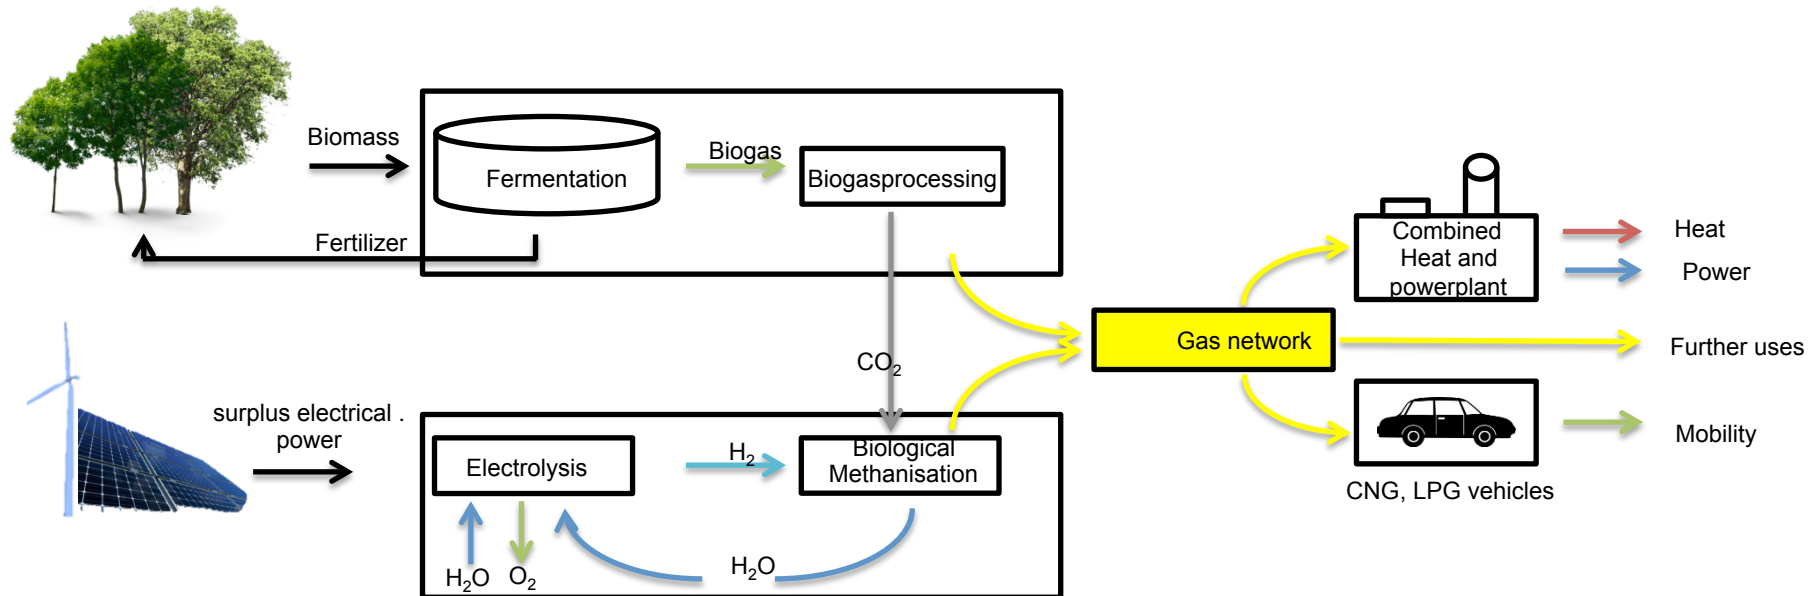 Biomass
Fermentation
Biogas
Biogasprocessing
Fertilizer
Combined
Heat and
powerplant
Heat
Power
Gas network
Further uses
CO2
surplus electrical .
power
Electrolysis
H2
Biological
Methanisation
Mobility
CNG, LPG vehicles
H2O
O2
H2O